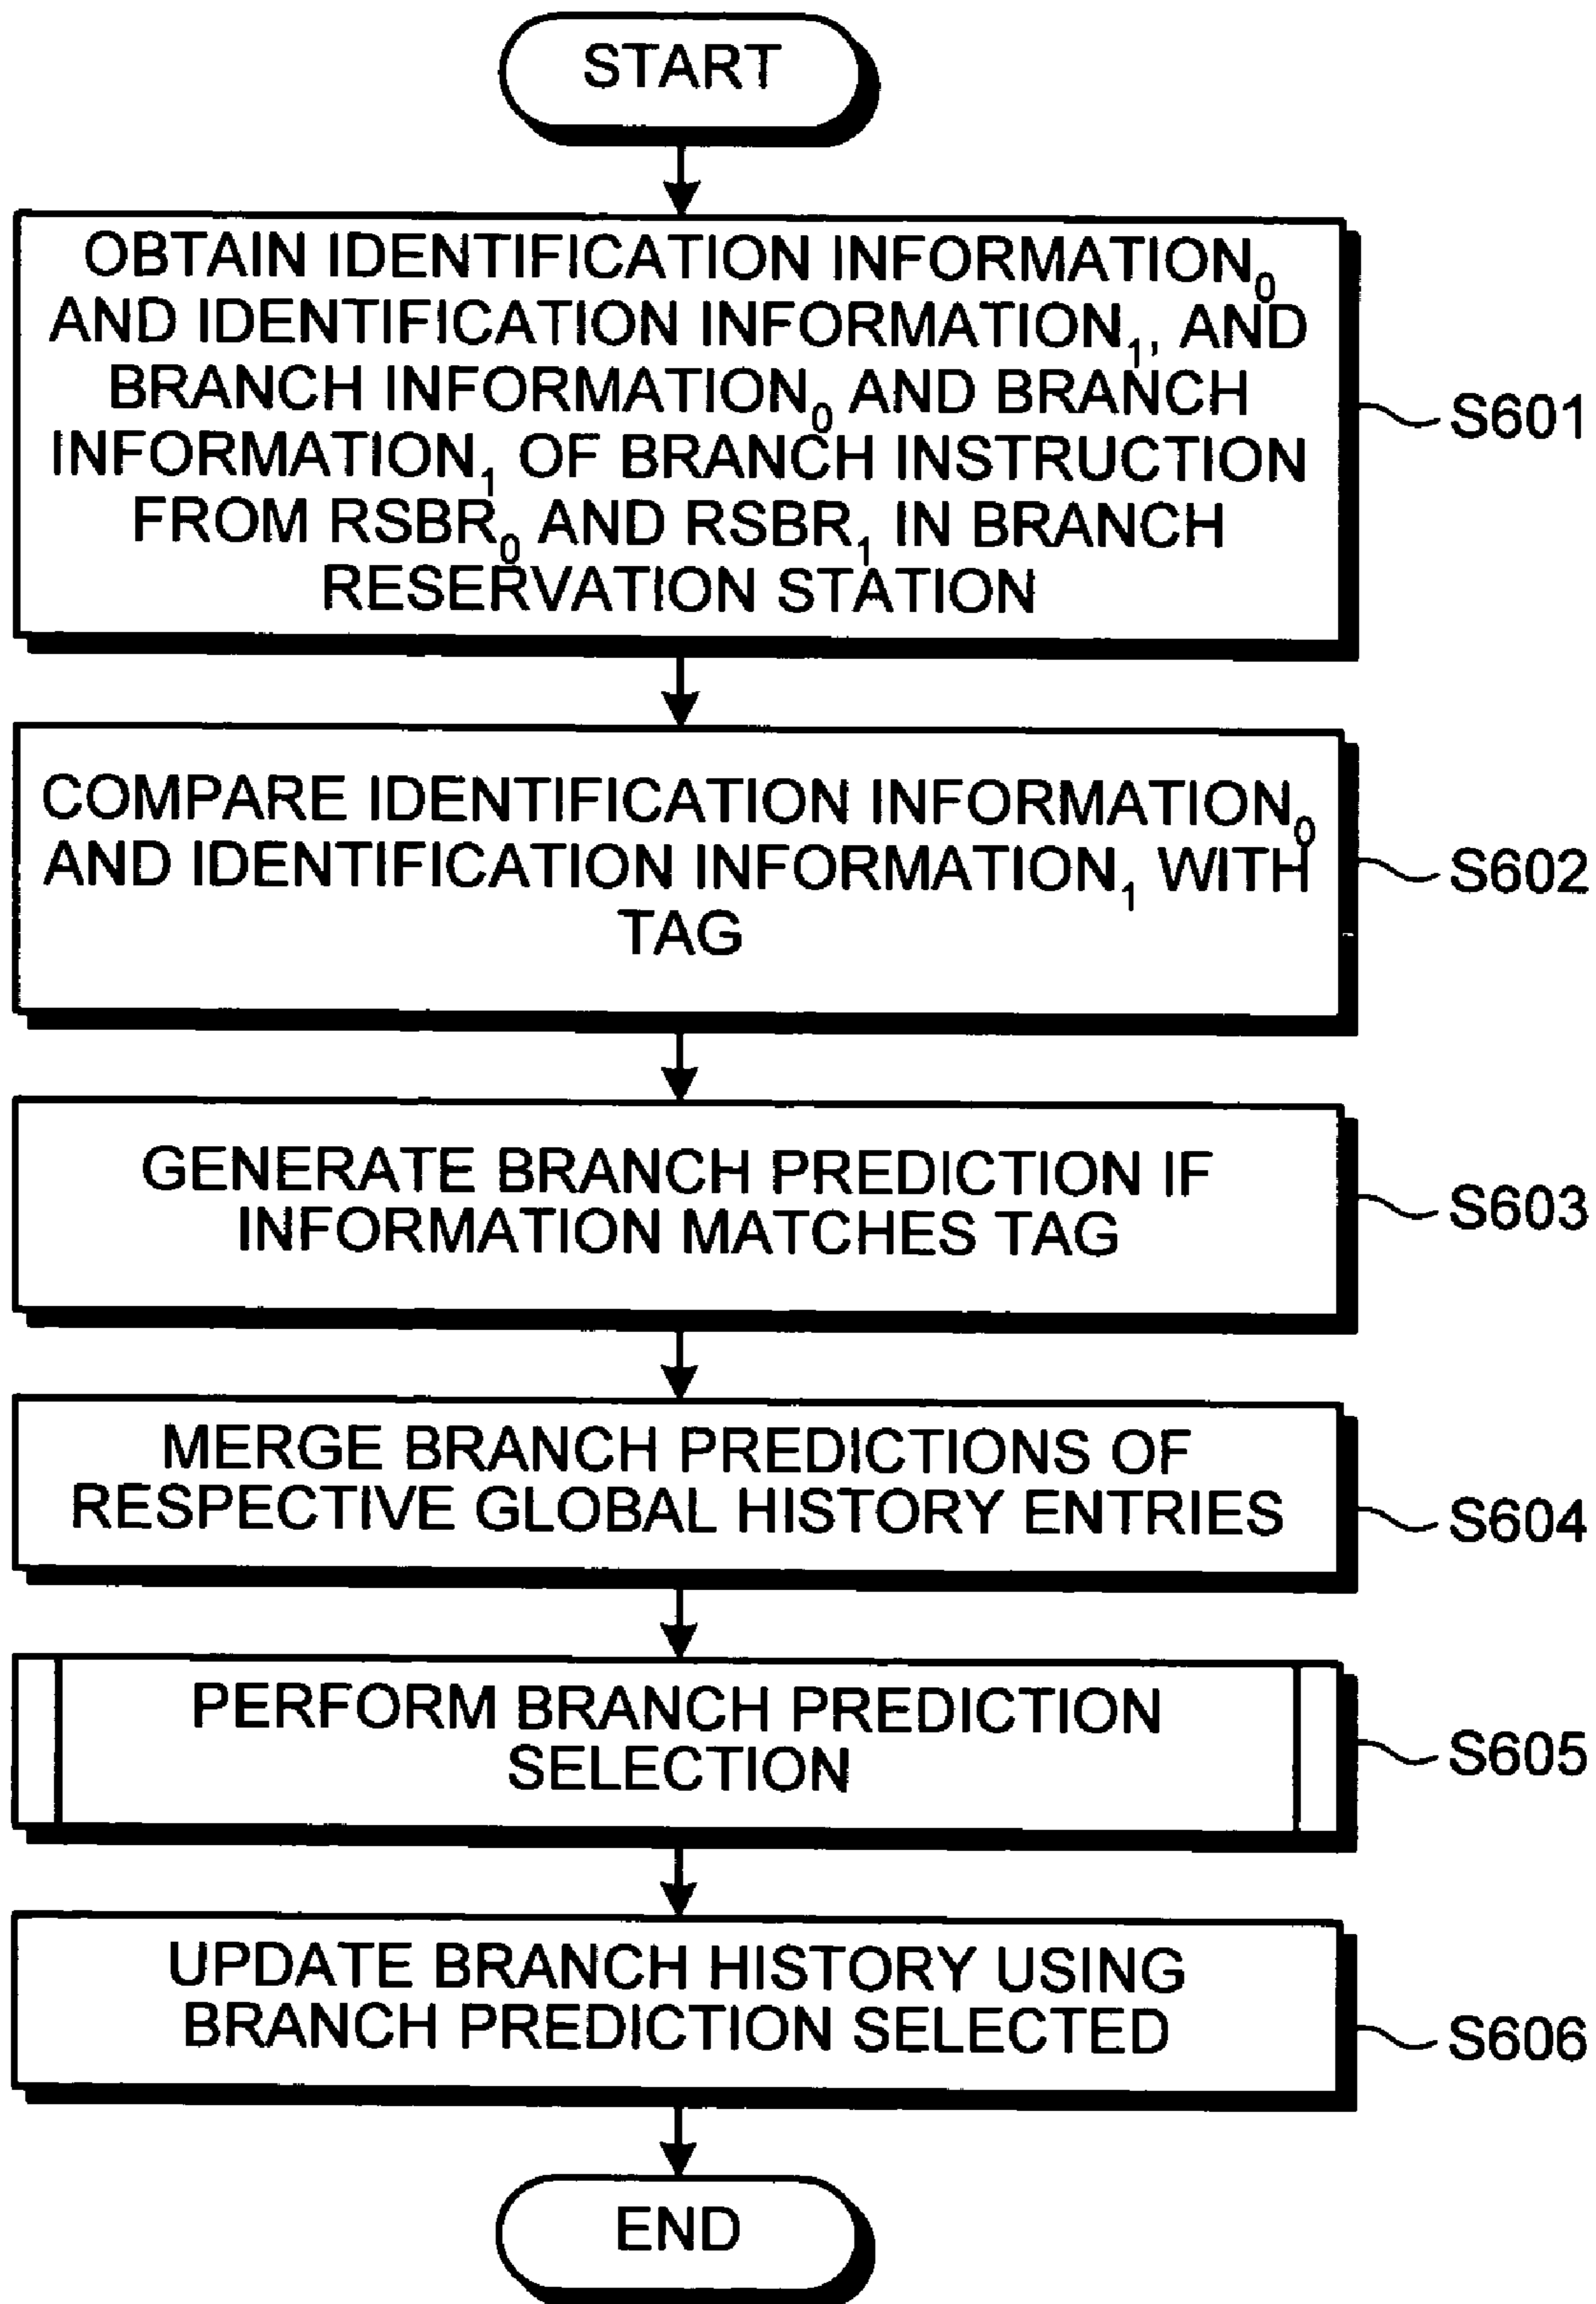 START
OBTAIN IDENTIFICATION INFORMATION₀
AND IDENTIFICATION INFORMATION₁, AND
BRANCH INFORMATION₀ AND BRANCH
INFORMATION₁ OF BRANCH INSTRUCTION
FROM RSBR₀ AND RSBR₁ IN BRANCH
RESERVATION STATION
S601
COMPARE IDENTIFICATION INFORMATION₀
AND IDENTIFICATION INFORMATION₁ WITH
TAG
S602
GENERATE BRANCH PREDICTION IF
INFORMATION MATCHES TAG
S603
MERGE BRANCH PREDICTIONS OF
RESPECTIVE GLOBAL HISTORY ENTRIES
S604
PERFORM BRANCH PREDICTION
SELECTION
S605
UPDATE BRANCH HISTORY USING
BRANCH PREDICTION SELECTED
S606
END